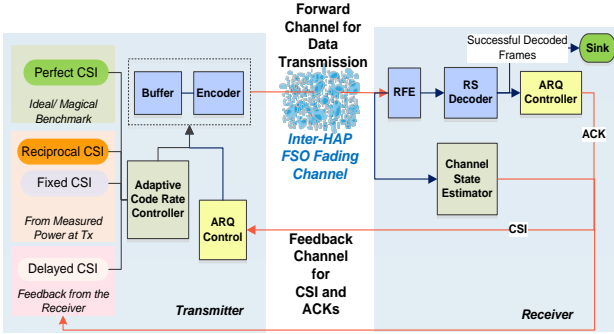 Forward
Channel for
Data
Transmission
Successful Decoded
Frames
Sink
Perfect CSI
Ideal/ Magical
Benchmark
Buffer
Encoder
RFE
RS
Decoder
ARQ
Controller
ACK
Inter-HAP
FSO Fading
Channel
Reciprocal CSI
Fixed CSI
From Measured
Power at Tx
Adaptive
Code Rate
Controller
ARQ
Control
Channel
State
Estimator
CSI
Feedback
Channel
for
CSI and
ACKs
Delayed CSI
Feedback from the
Receiver
Transmitter
Receiver